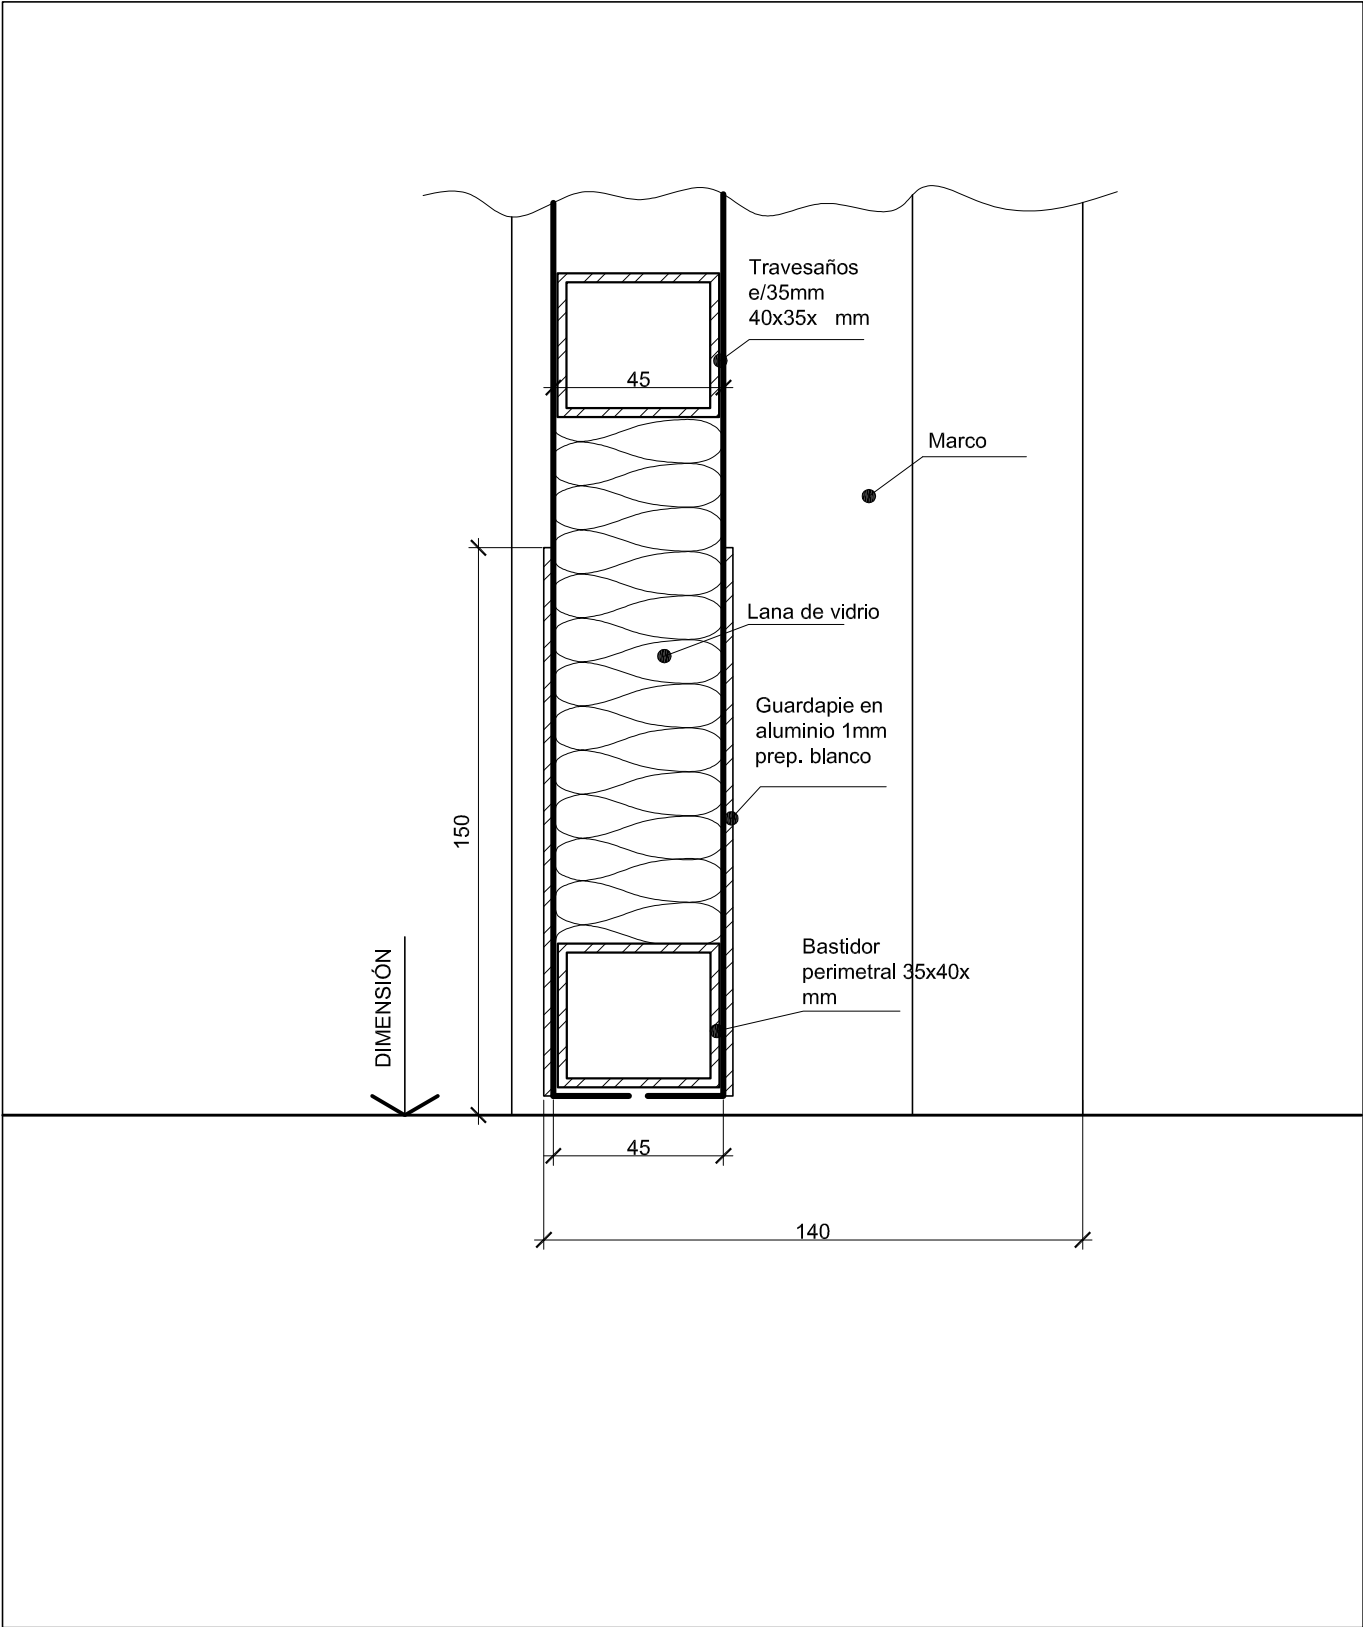 Travesaños
e/35mm
40x35x mm
45
Marco
Lana de vidrio
Guardapie en
aluminio 1mm
prep. blanco
150
Bastidor
perimetral 35x40x
mm
DIMENSIÓN
45
140